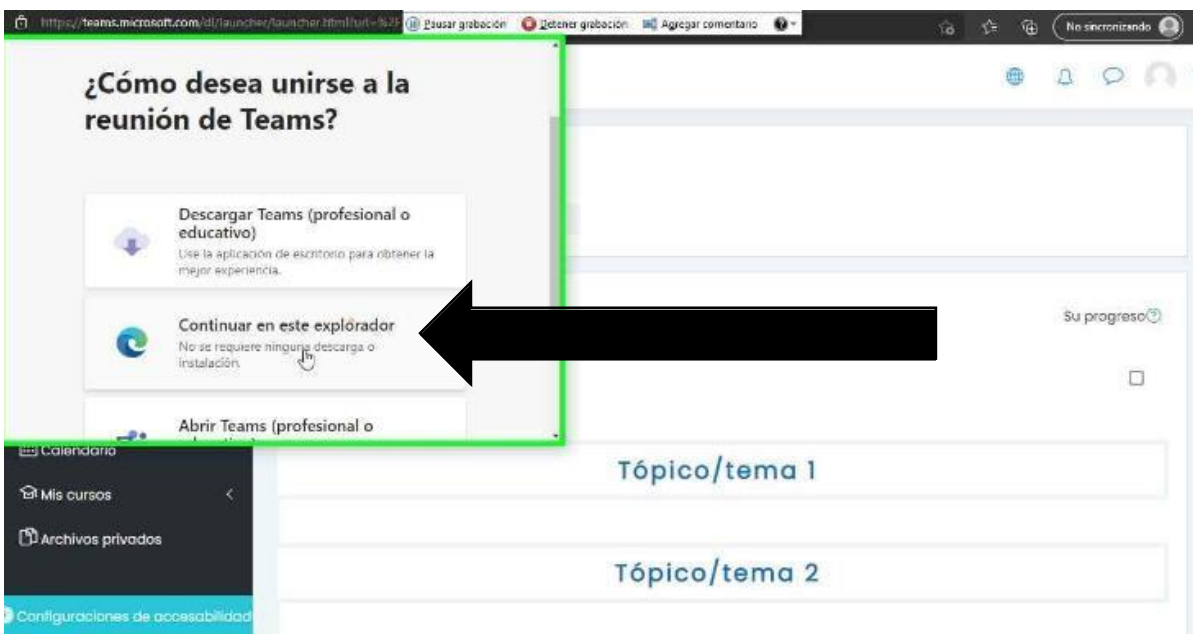 https://teams.microsoft.com/dl/launcher/launcher.html?url=%2F
Pausar grabación Detener grabación Agregar comentario
No sincronizando
¿Cómo desea unirse a la
reunión de Teams?
Descargar Teams (profesional o
educativo)
Use la aplicación de escritorio para obtener la
mejor experiencia.
Continuar en este explorador
No se requiere ninguna descarga o
instalación.
Abrir Teams (profesional o
Su progreso
Calendario
Mis cursos
Archivos privados
Configuraciones de accesabilidad
Tópico/tema 1
Tópico/tema 2